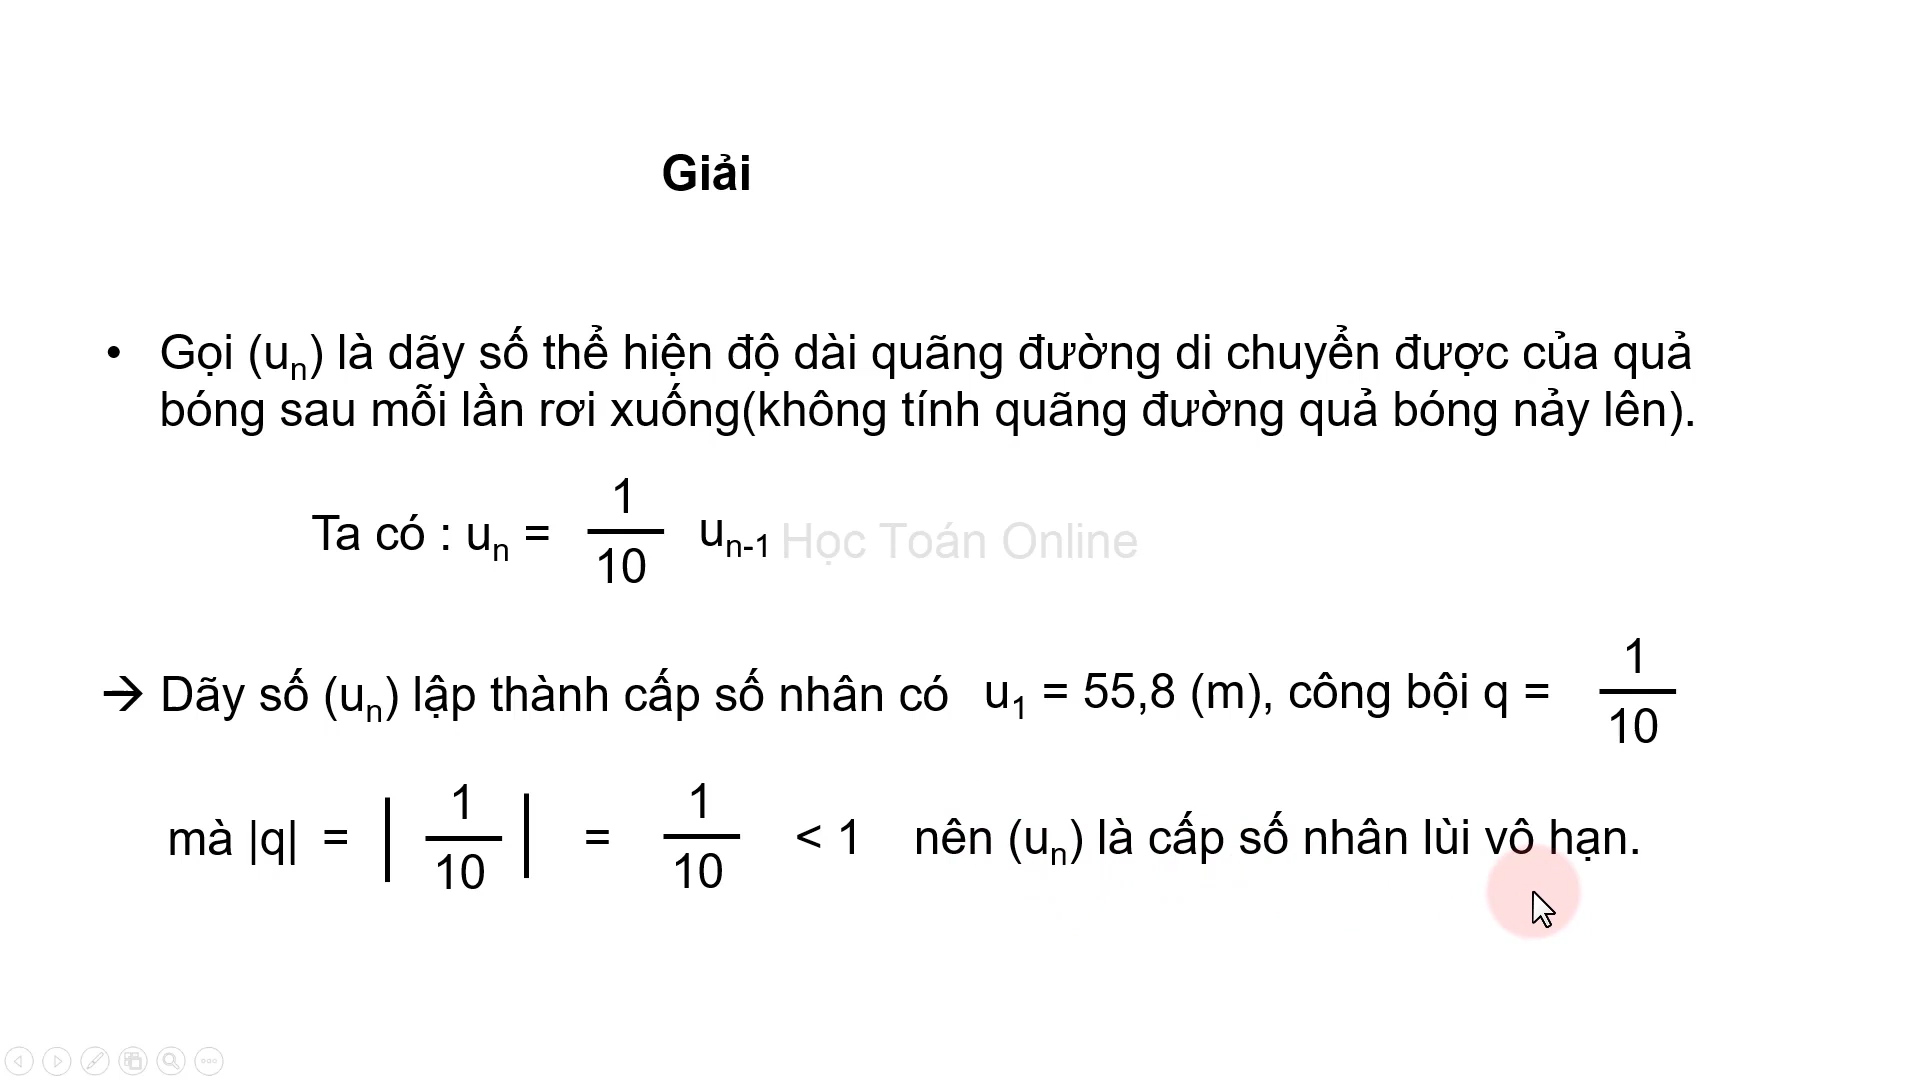 Giải
• Gọi (uₙ) là dãy số thể hiện độ dài quãng đường di chuyển được của quả
bóng sau mỗi lần rơi xuống(không tính quãng đường quả bóng nảy lên).
Ta có : uₙ = 1/10 uₙ₋₁
Học Toán Online
→ Dãy số (uₙ) lập thành cấp số nhân có u₁ = 55,8 (m), công bội q = 1/10
mà |q| = | 1/10 | = 1/10 < 1 nên (uₙ) là cấp số nhân lùi vô hạn.